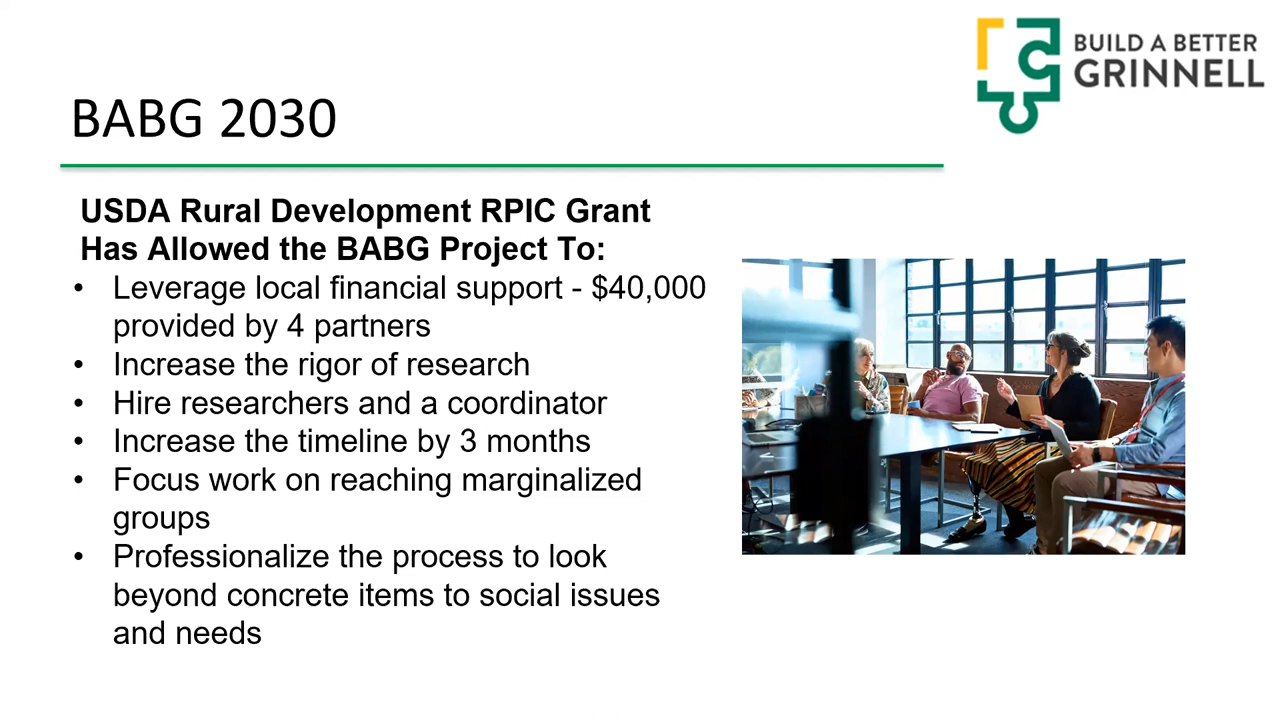 BUILD A BETTER
GRINNELL
BABG 2030
USDA Rural Development RPIC Grant
Has Allowed the BABG Project To:
• Leverage local financial support - $40,000
provided by 4 partners
• Increase the rigor of research
• Hire researchers and a coordinator
• Increase the timeline by 3 months
• Focus work on reaching marginalized
groups
• Professionalize the process to look
beyond concrete items to social issues
and needs